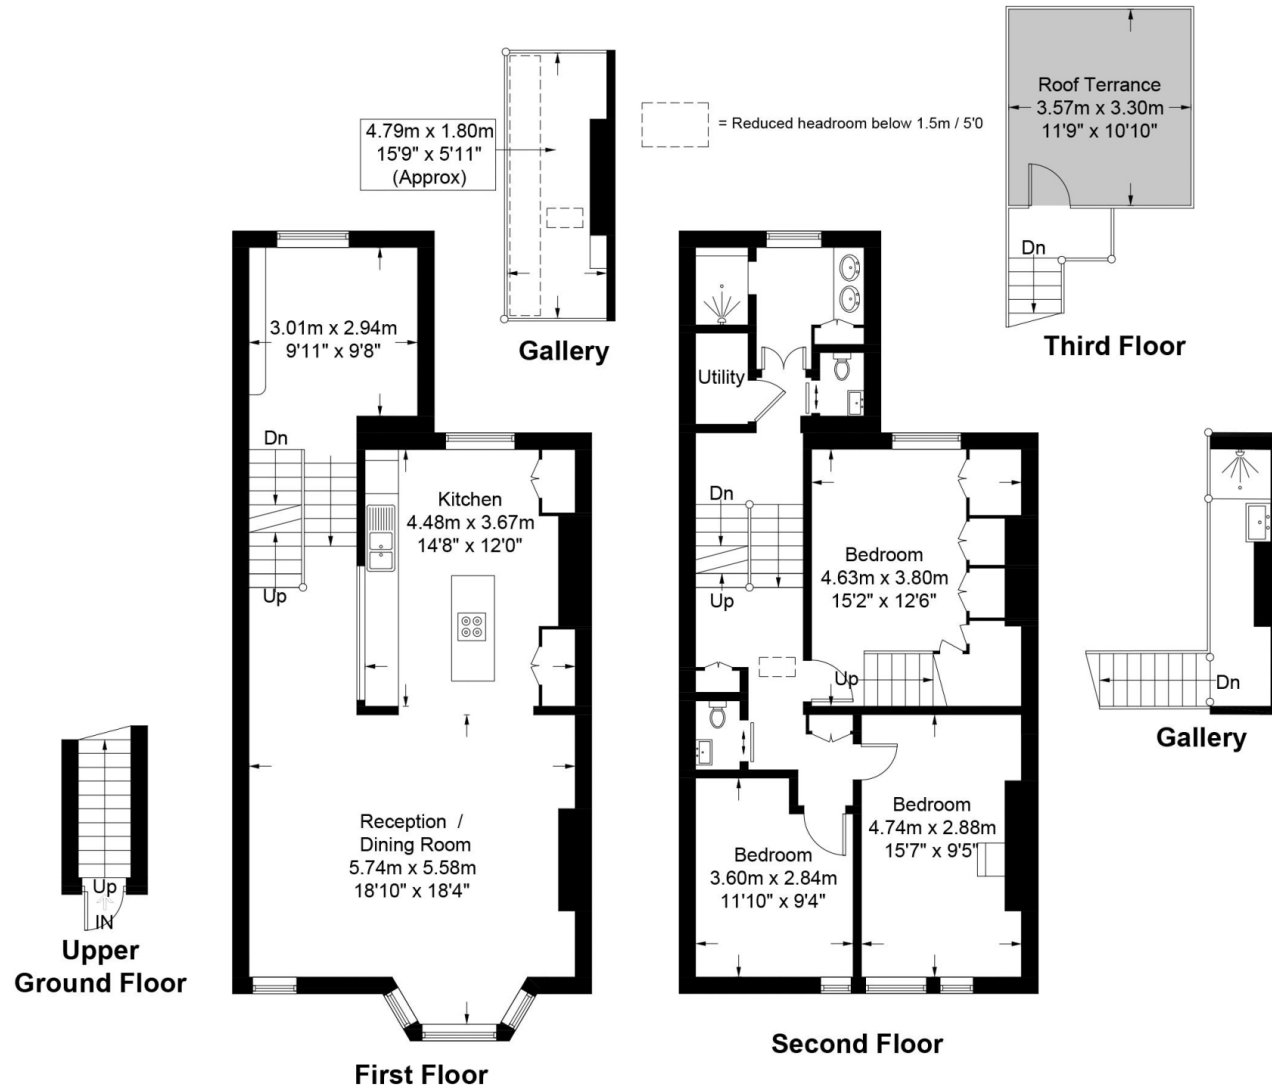 Roof Terrance
3.57m x 3.30m
11'9" x 10'10"
Dn
Third Floor
4.79m x 1.80m
15'9" x 5'11"
(Approx)
= Reduced headroom below 1.5m / 5'0
Gallery
3.01m x 2.94m
9'11" x 9'8"
Dn
Up
Kitchen
4.48m x 3.67m
14'8" x 12'0"
Reception /
Dining Room
5.74m x 5.58m
18'10" x 18'4"
First Floor
Up
IN
Upper
Ground Floor
Utility
Dn
Up
Bedroom
4.63m x 3.80m
15'2" x 12'6"
Up
Bedroom
4.74m x 2.88m
15'7" x 9'5"
Bedroom
3.60m x 2.84m
11'10" x 9'4"
Second Floor
Dn
Gallery